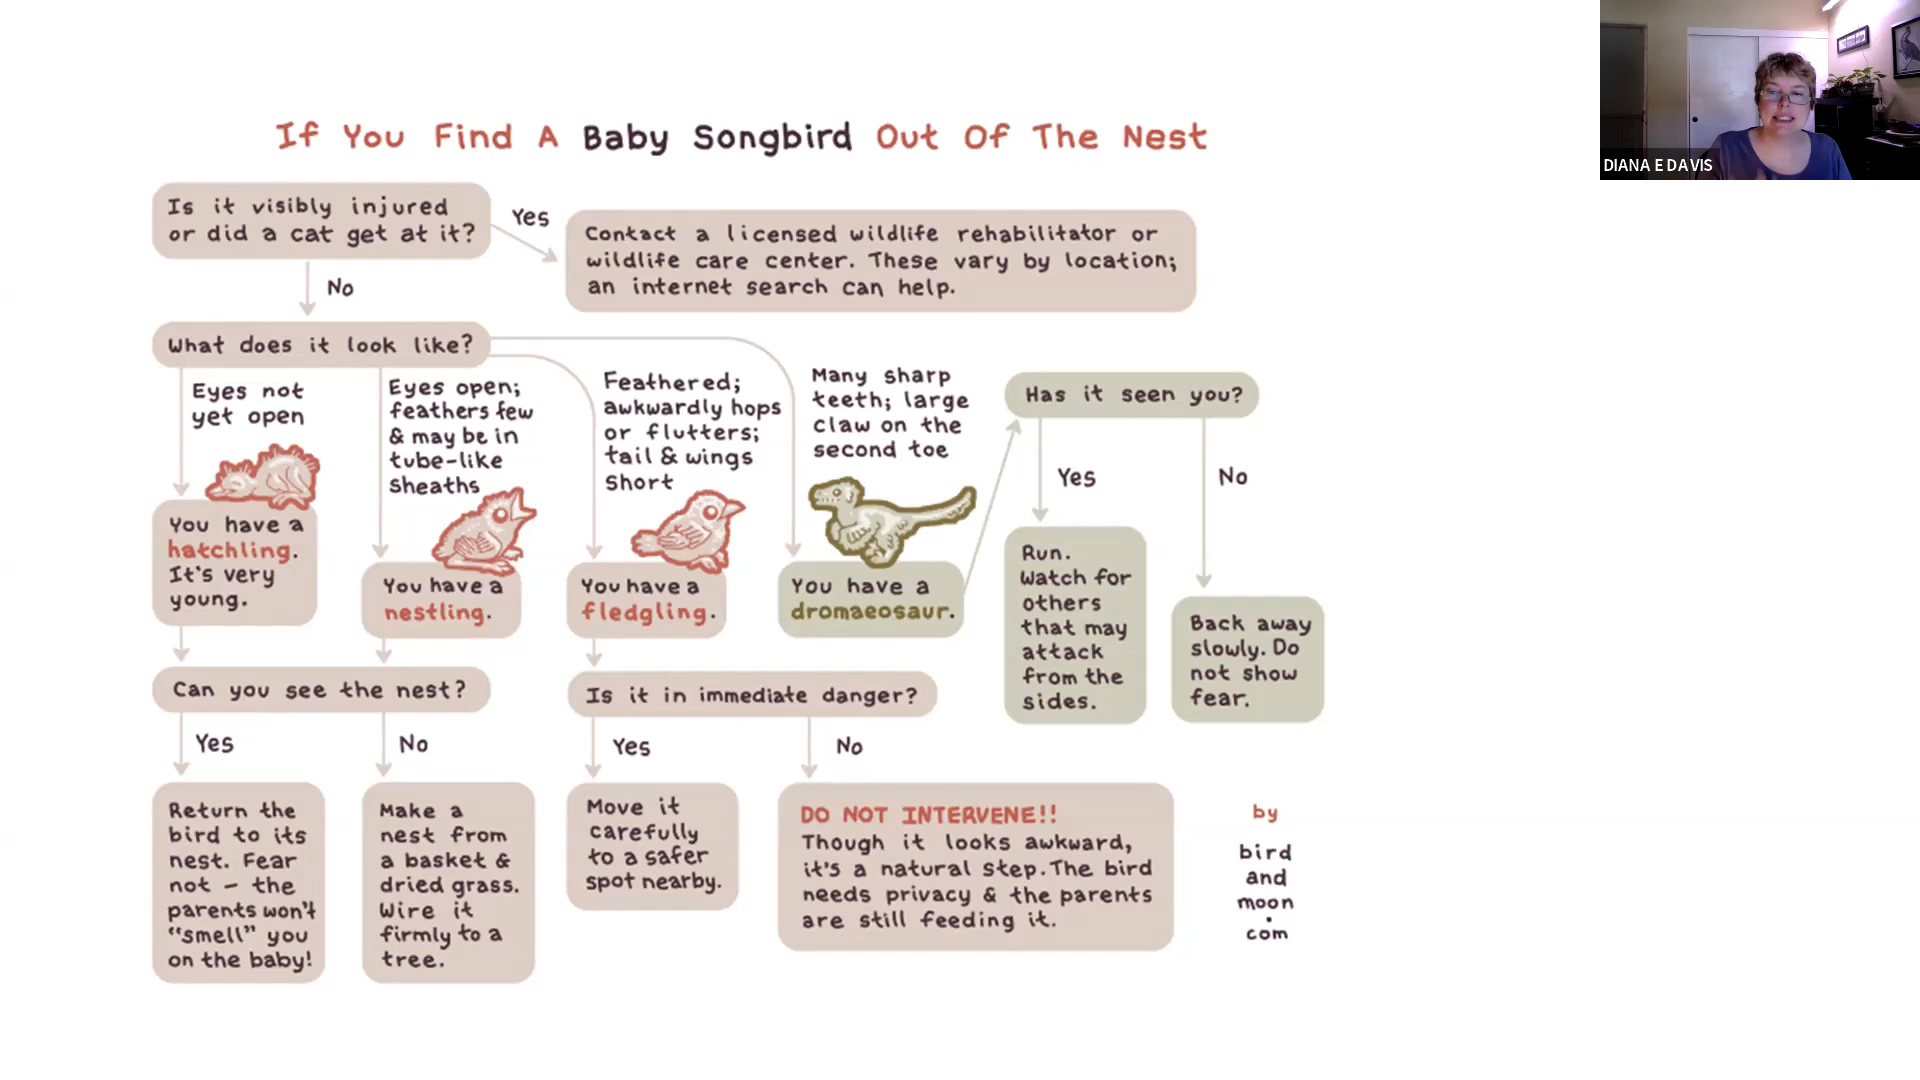 If You Find A Baby Songbird Out Of The Nest
DIANA E DAVIS
Is it visibly injured
or did a cat get at it?
Yes
Contact a licensed wildlife rehabilitator or
wildlife care center. These vary by location;
an internet search can help.
No
What does it look like?
Eyes not
yet open
You have a
hatchling.
It's very
young.
Eyes open;
feathers few
& may be in
tube-like
sheaths
You have a
nestling.
Feathered;
awkwardly hops
or flutters;
tail & wings
short
You have a
fledgling.
Many sharp
teeth; large
claw on the
second toe
You have a
dromaeosaur.
Has it seen you?
Yes
Run.
Watch for
others
that may
attack
from the
sides.
No
Back away
slowly. Do
not show
fear.
Can you see the nest?
Yes
Return the
bird to its
nest. Fear
not – the
parents won't
"smell" you
on the baby!
No
Make a
nest from
a basket &
dried grass.
Wire it
firmly to a
tree.
Is it in immediate danger?
Yes
Move it
carefully
to a safer
spot nearby.
No
DO NOT INTERVENE!!
Though it looks awkward,
it's a natural step. The bird
needs privacy & the parents
are still feeding it.
by
bird
and
moon
.
com